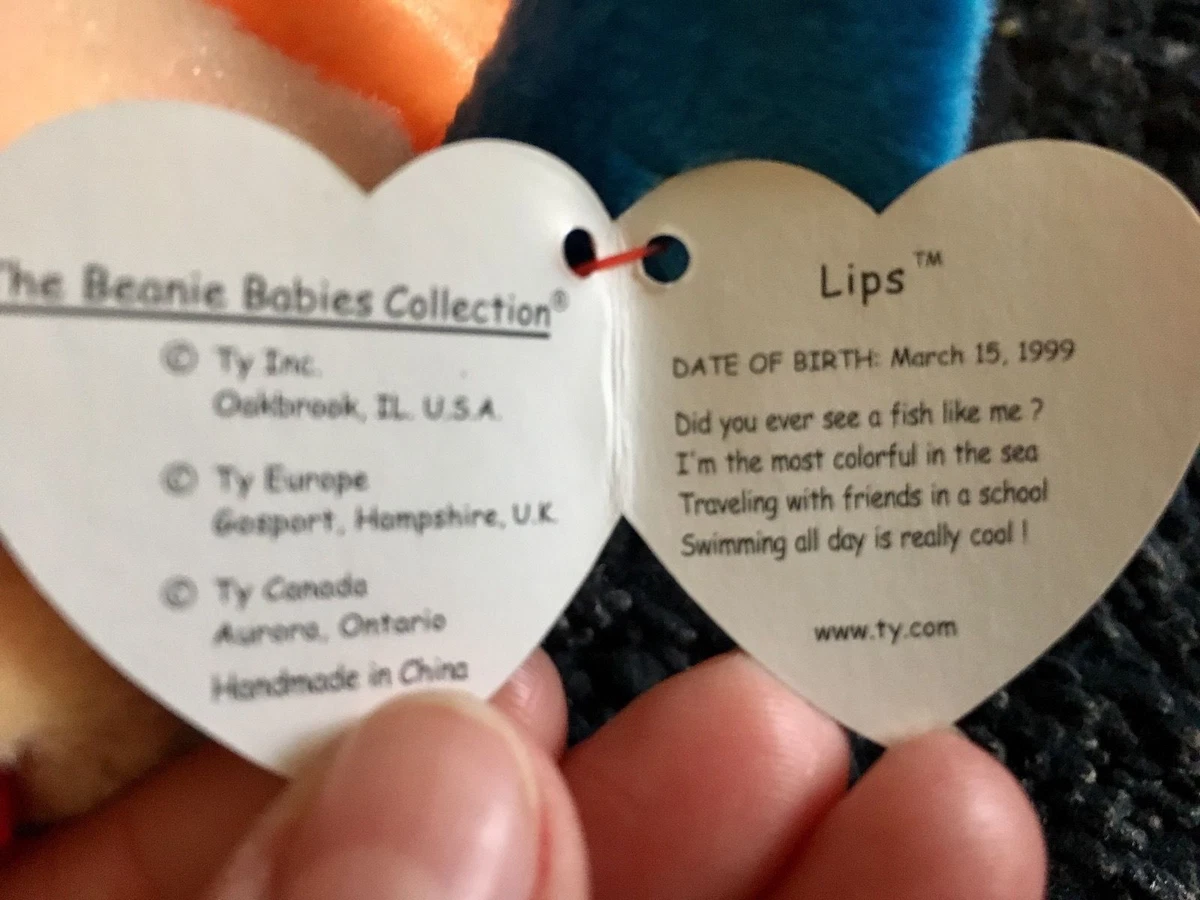 The Beanie Babies Collection®
© Ty Inc.
Oakbrook, IL. U.S.A.
© Ty Europe
Gosport, Hampshire, U.K.
© Ty Canada
Aurora, Ontario
Handmade in China
Lips™
DATE OF BIRTH: March 15, 1999
Did you ever see a fish like me ?
I'm the most colorful in the sea
Traveling with friends in a school
Swimming all day is really cool !
www.ty.com